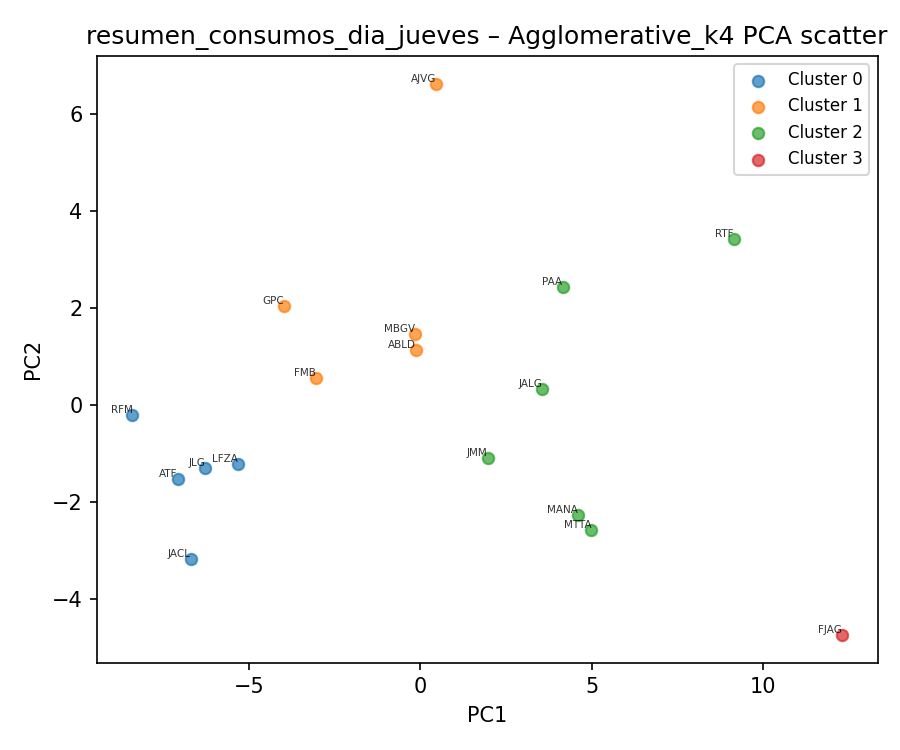 resumen_consumos_dia_jueves – Agglomerative_k4 PCA scatter
Cluster 0
Cluster 1
Cluster 2
Cluster 3
AJVG
RTF
PAA
GPC
MBGV
ABLD
FMB
JALG
RFM
JMM
LFZA
JLG
ATF
MANA
MTTA
JACL
FJAG
6
4
2
0
−2
−4
−5
0
5
10
PC2
PC1